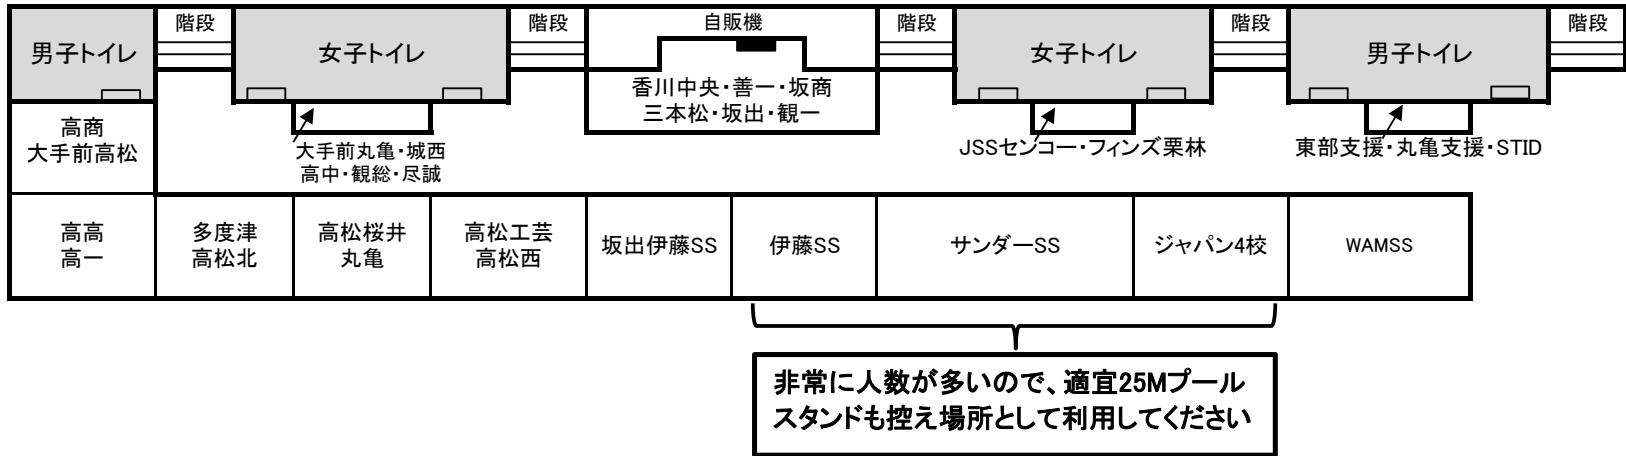 階段
階段
自販機
階段
階段
階段
男子トイレ
女子トイレ
女子トイレ
男子トイレ
香川中央・善一・坂商
三本松・坂出・観一
高商
大手前高松
大手前丸亀・城西
高中・観総・尽誠
JSSセンコー・フィンズ栗林
東部支援・丸亀支援・STID
高高
高一
多度津
高松北
高松桜井
丸亀
高松工芸
高松西
坂出伊藤SS
伊藤SS
サンダーSS
ジャパン4校
WAMSS
非常に人数が多いので、適宜25Mプール
スタンドも控え場所として利用してください